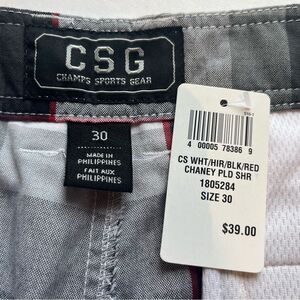 CSG
CHAMPS SPORTS GEAR
30
MADE IN
PHILIPPINES
FAIT AUX
PHILIPPINES
4 00005 78386 9
CS WHT/HIR/BLK/RED
CHANEY PLD SHR
1805284
SIZE 30
$39.00